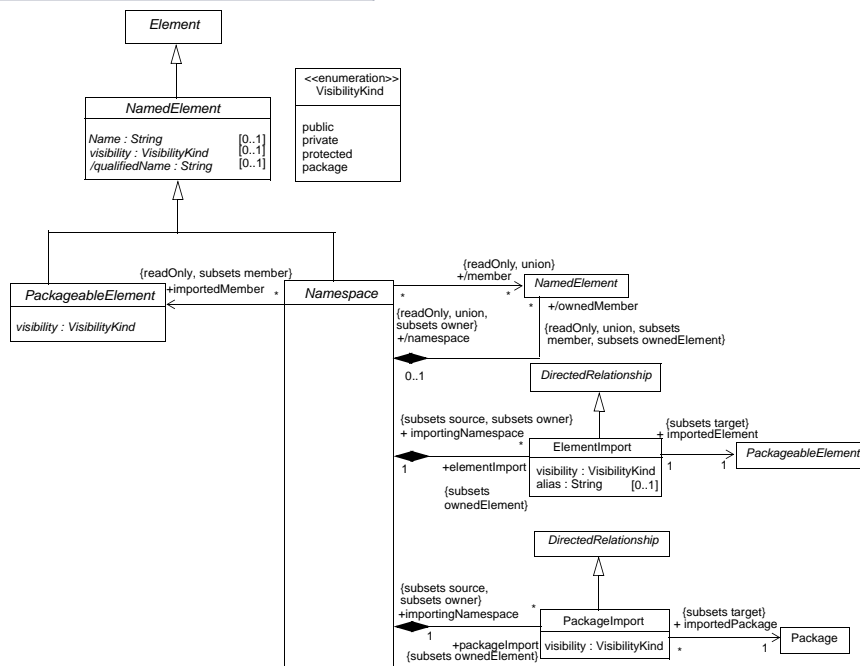 Element
NamedElement
Name : String [0..1]
visibility : VisibilityKind [0..1]
/qualifiedName : String [0..1]
<<enumeration>>
VisibilityKind
public
private
protected
package
{readOnly, subsets member}
+importedMember
*
PackageableElement
visibility : VisibilityKind
Namespace
{readOnly, union}
+/member
* *
NamedElement
{readOnly, union,
subsets owner}
+/namespace
0..1
* +/ownedMember
{readOnly, union, subsets
member, subsets ownedElement}
DirectedRelationship
{subsets source, subsets owner}
+ importingNamespace
*
1
+elementImport
{subsets
ownedElement}
ElementImport
visibility : VisibilityKind
alias : String [0..1]
{subsets target}
+ importedElement
1 1
PackageableElement
DirectedRelationship
{subsets source,
subsets owner}
+importingNamespace
*
1
+packageImport
{subsets ownedElement}
PackageImport
visibility : VisibilityKind
{subsets target}
+ importedPackage
* 1
Package